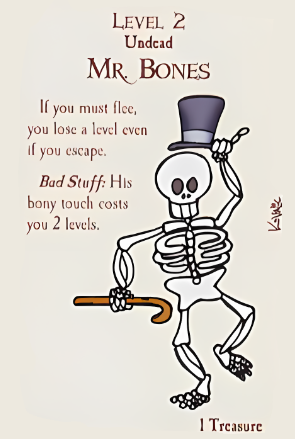 LEVEL 2
Undead
MR. BONES
If you must flee,
you lose a level even
if you escape.
Bad Stuff: His
bony touch costs
you 2 levels.
Kovalic
1 Treasure